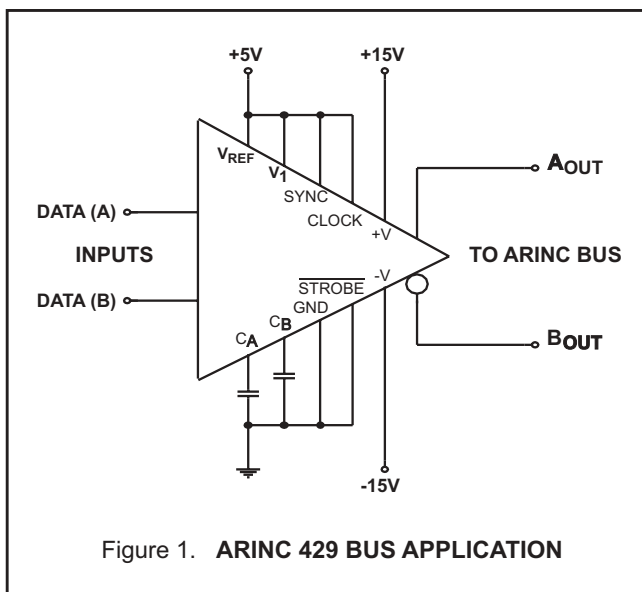 +5V
+15V
VREF
V1
SYNC
CLOCK
+V
AOUT
DATA (A)
INPUTS
TO ARINC BUS
DATA (B)
-V
STROBE
GND
CB
CA
BOUT
-15V
Figure 1. ARINC 429 BUS APPLICATION